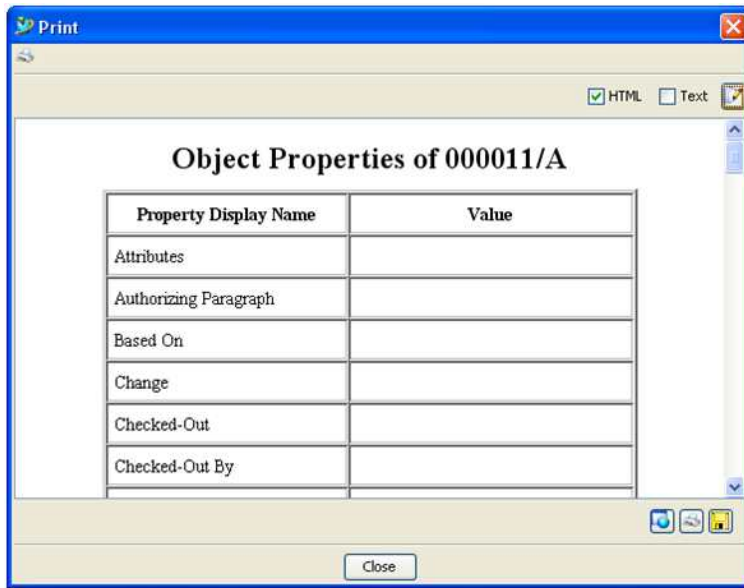 Print
HTML Text
Object Properties of 000011/A
Property Display Name Value
Attributes
Authorizing Paragraph
Based On
Change
Checked-Out
Checked-Out By
Close